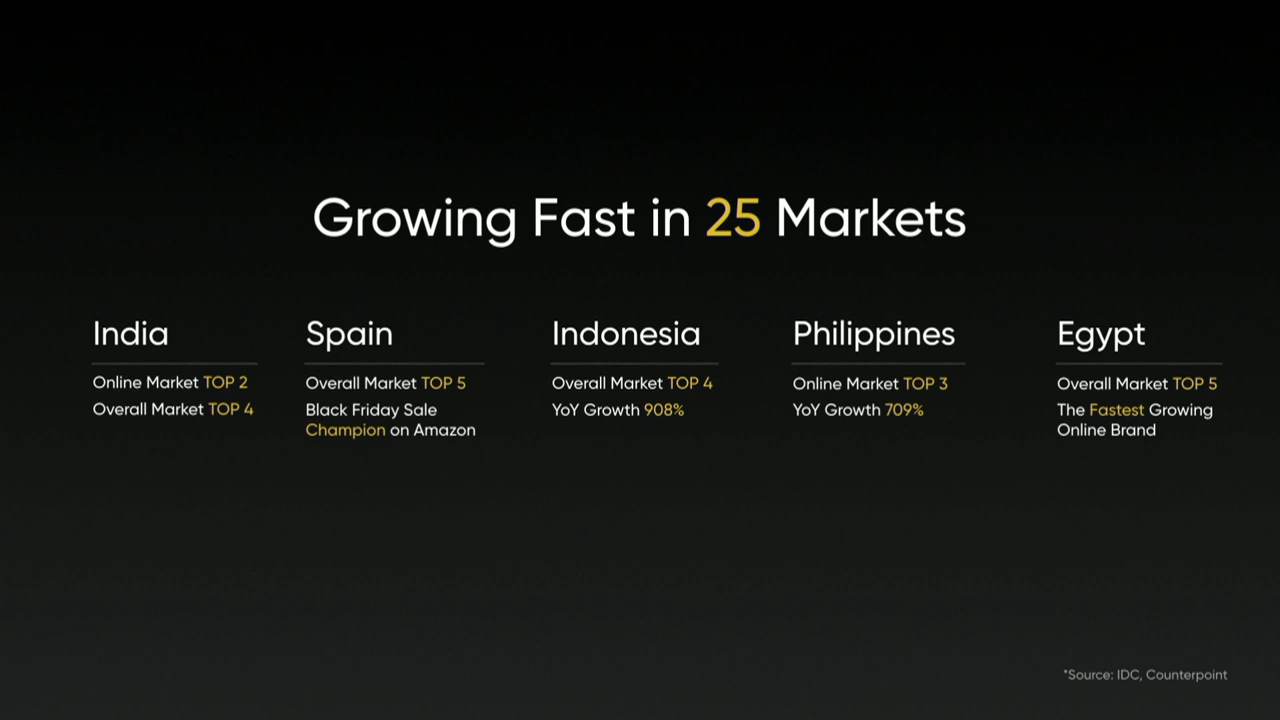 Growing Fast in 25 Markets
India
Online Market TOP 2
Overall Market TOP 4
Spain
Overall Market TOP 5
Black Friday Sale
Champion on Amazon
Indonesia
Overall Market TOP 4
YoY Growth 908%
Philippines
Online Market TOP 3
YoY Growth 709%
Egypt
Overall Market TOP 5
The Fastest Growing
Online Brand
*Source: IDC, Counterpoint